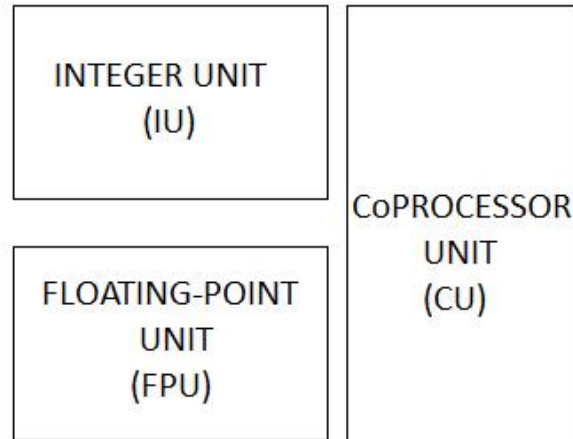 INTEGER UNIT
(IU)
FLOATING-POINT
UNIT
(FPU)
CoPROCESSOR
UNIT
(CU)